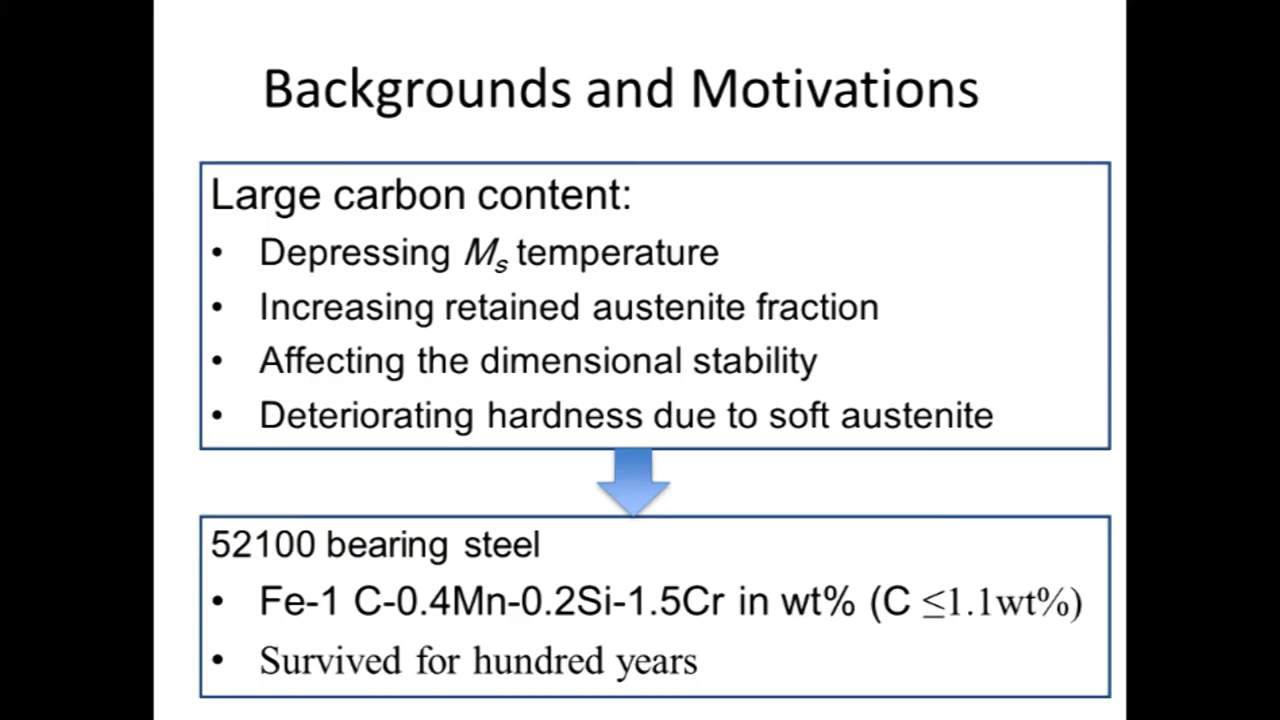 Backgrounds and Motivations
Large carbon content:
• Depressing Ms temperature
• Increasing retained austenite fraction
• Affecting the dimensional stability
• Deteriorating hardness due to soft austenite
52100 bearing steel
• Fe-1 C-0.4Mn-0.2Si-1.5Cr in wt% (C ≤1.1wt%)
• Survived for hundred years